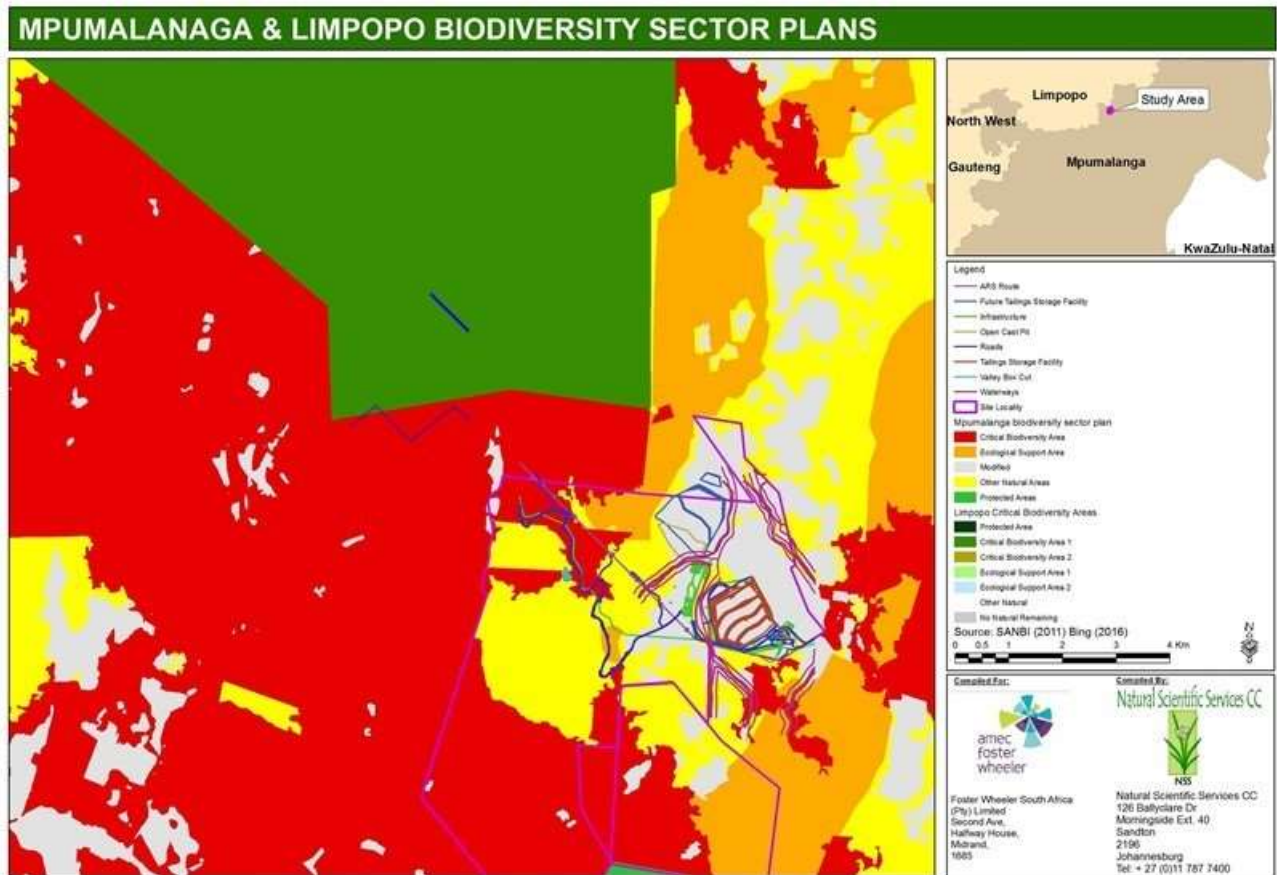 MPUMALANAGA & LIMPOPO BIODIVERSITY SECTOR PLANS
Limpopo
Study Area
North West
Gauteng
Mpumalanga
KwaZulu-Natal
Legend
ARS Route
Future Tailings Storage Facility
Infrastructure
Open Cast Pit
Roads
Tailings Storage Facility
Valley Box Cut
Waterways
Site Locality
Mpumalanga biodiversity sector plan
Critical Biodiversity Area
Ecological Support Area
Modified
Other Natural Areas
Protected Areas
Limpopo Critical Biodiversity Areas
Protected Area
Critical Biodiversity Area 1
Critical Biodiversity Area 2
Ecological Support Area 1
Ecological Support Area 2
Other Natural
No Natural Remaining
Source: SANBI (2011) Bing (2016)
0 0.5 1 2 3 4 Km
N
Compiled For:
amec
foster
wheeler
Foster Wheeler South Africa
(Pty) Limited
Second Ave,
Halfway House,
Midrand,
1685
Compiled By:
Natural Scientific Services CC
NSS
Natural Scientific Services CC
126 Ballyclare Dr
Morningside Ext. 40
Sandton
2196
Johannesburg
Tel: + 27 (0)11 787 7400